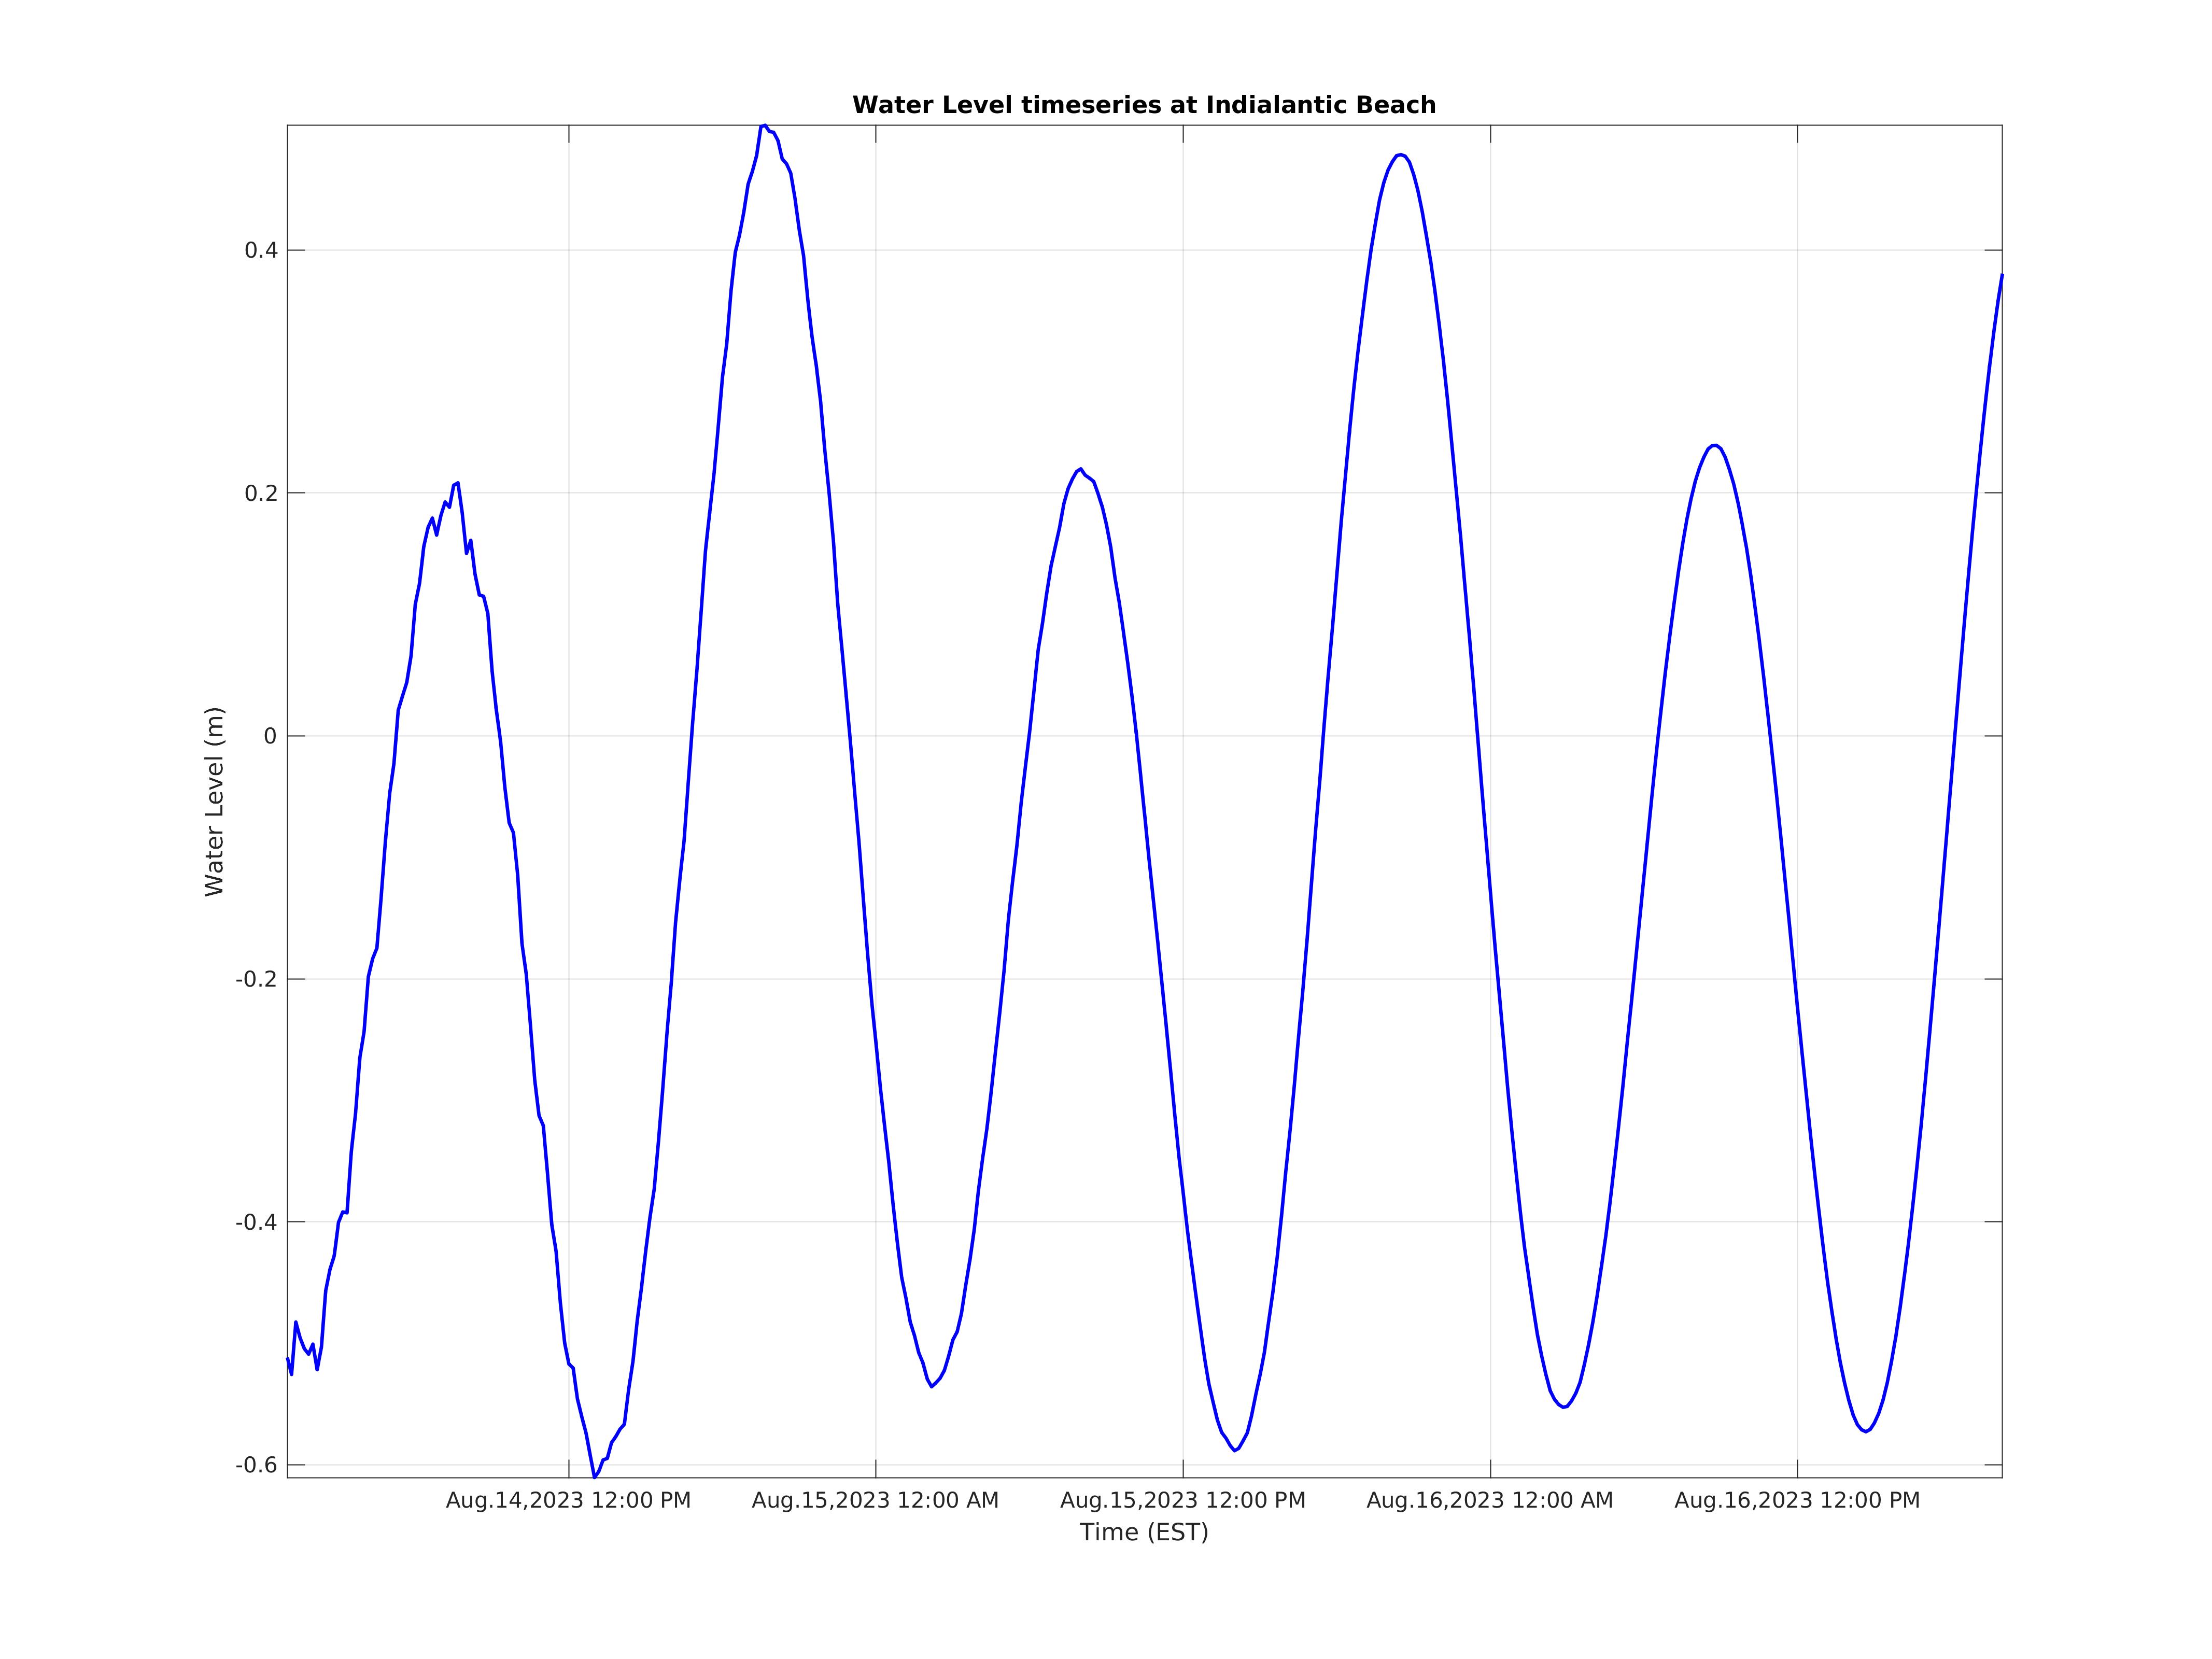 Water Level timeseries at Indialantic Beach
0.4
0.2
0
-0.2
-0.4
-0.6
Water Level (m)
Aug.14,2023 12:00 PM
Aug.15,2023 12:00 AM
Aug.15,2023 12:00 PM
Aug.16,2023 12:00 AM
Aug.16,2023 12:00 PM
Time (EST)